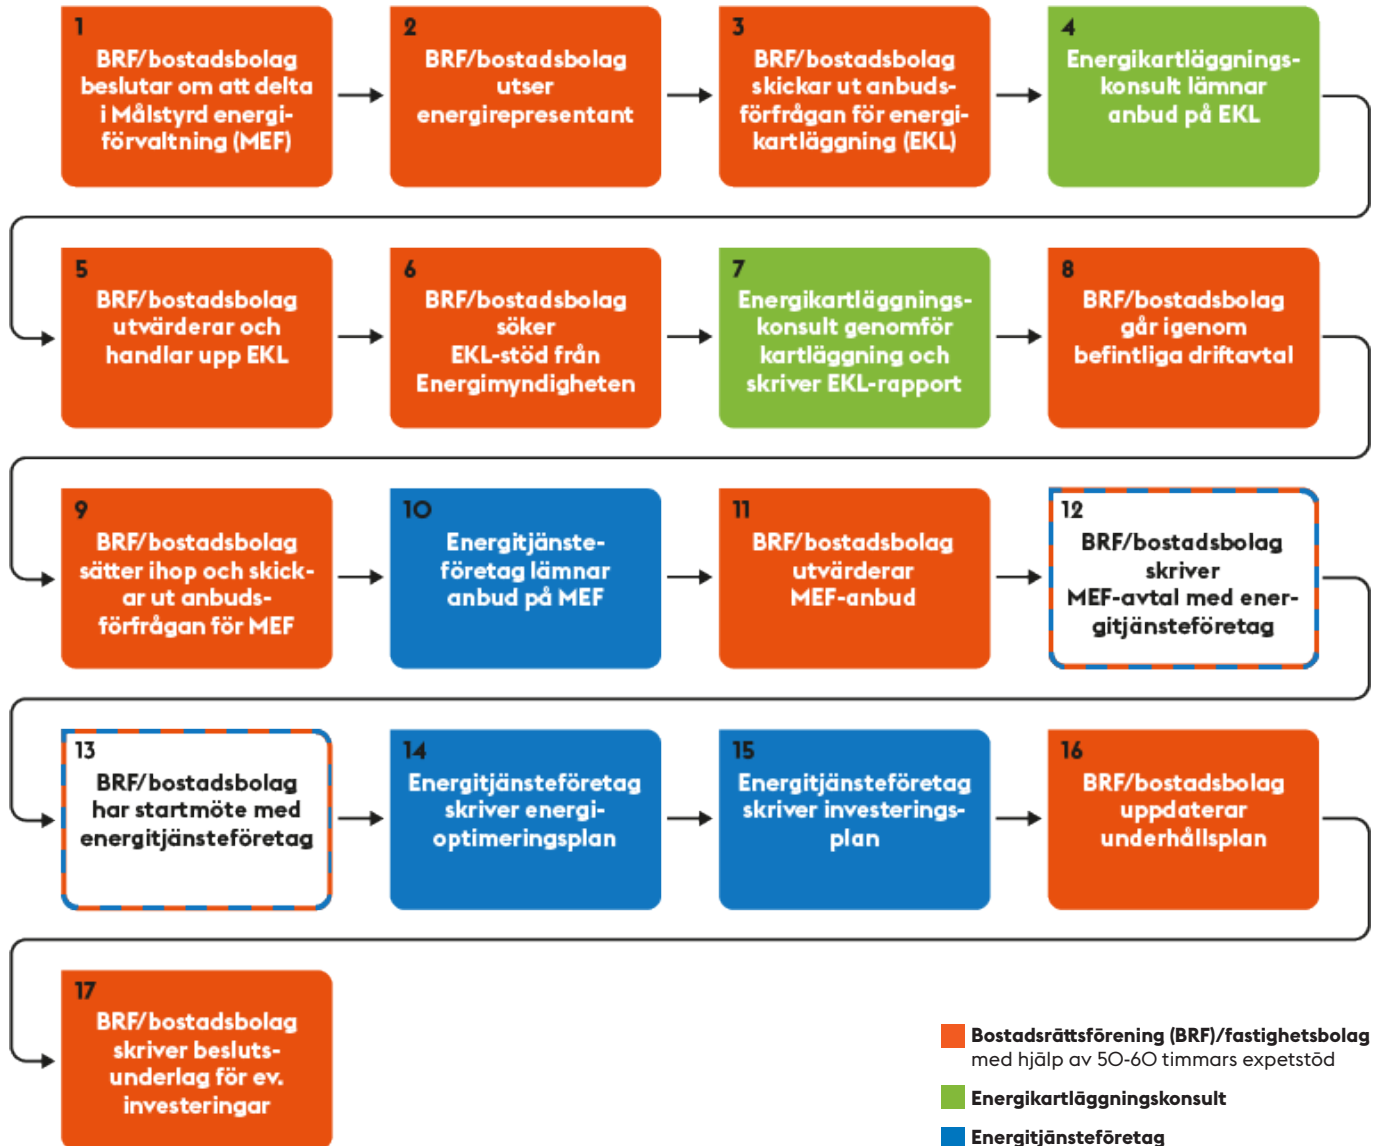 1
BRF/bostadsbolag
beslutar om att delta
i Målstyrd energi-
förvaltning (MEF)
2
BRF/bostadsbolag
utser
energirepresentant
3
BRF/bostadsbolag
skickar ut anbuds-
förfrågan för energi-
kartläggning (EKL)
4
Energikartläggnings-
konsult lämnar
anbud på EKL
5
BRF/bostadsbolag
utvärderar och
handlar upp EKL
6
BRF/bostadsbolag
söker
EKL-stöd från
Energimyndigheten
7
Energikartläggnings-
konsult genomför
kartläggning och
skriver EKL-rapport
8
BRF/bostadsbolag
går igenom
befintliga driftavtal
9
BRF/bostadsbolag
sätter ihop och skick-
ar ut anbuds-
förfrågan för MEF
10
Energitjänste-
företag lämnar
anbud på MEF
11
BRF/bostadsbolag
utvärderar
MEF-anbud
12
BRF/bostadsbolag
skriver
MEF-avtal med ener-
gitjänsteföretag
13
BRF/bostadsbolag
har startmöte med
energitjänsteföretag
14
Energitjänsteföretag
skriver energi-
optimeringsplan
15
Energitjänsteföretag
skriver investerings-
plan
16
BRF/bostadsbolag
uppdaterar
underhållsplan
17
BRF/bostadsbolag
skriver besluts-
underlag för ev.
investeringar
Bostadsrättsförening (BRF)/fastighetsbolag
med hjälp av 50-60 timmars expetstöd
Energikartläggningskonsult
Energitjänsteföretag